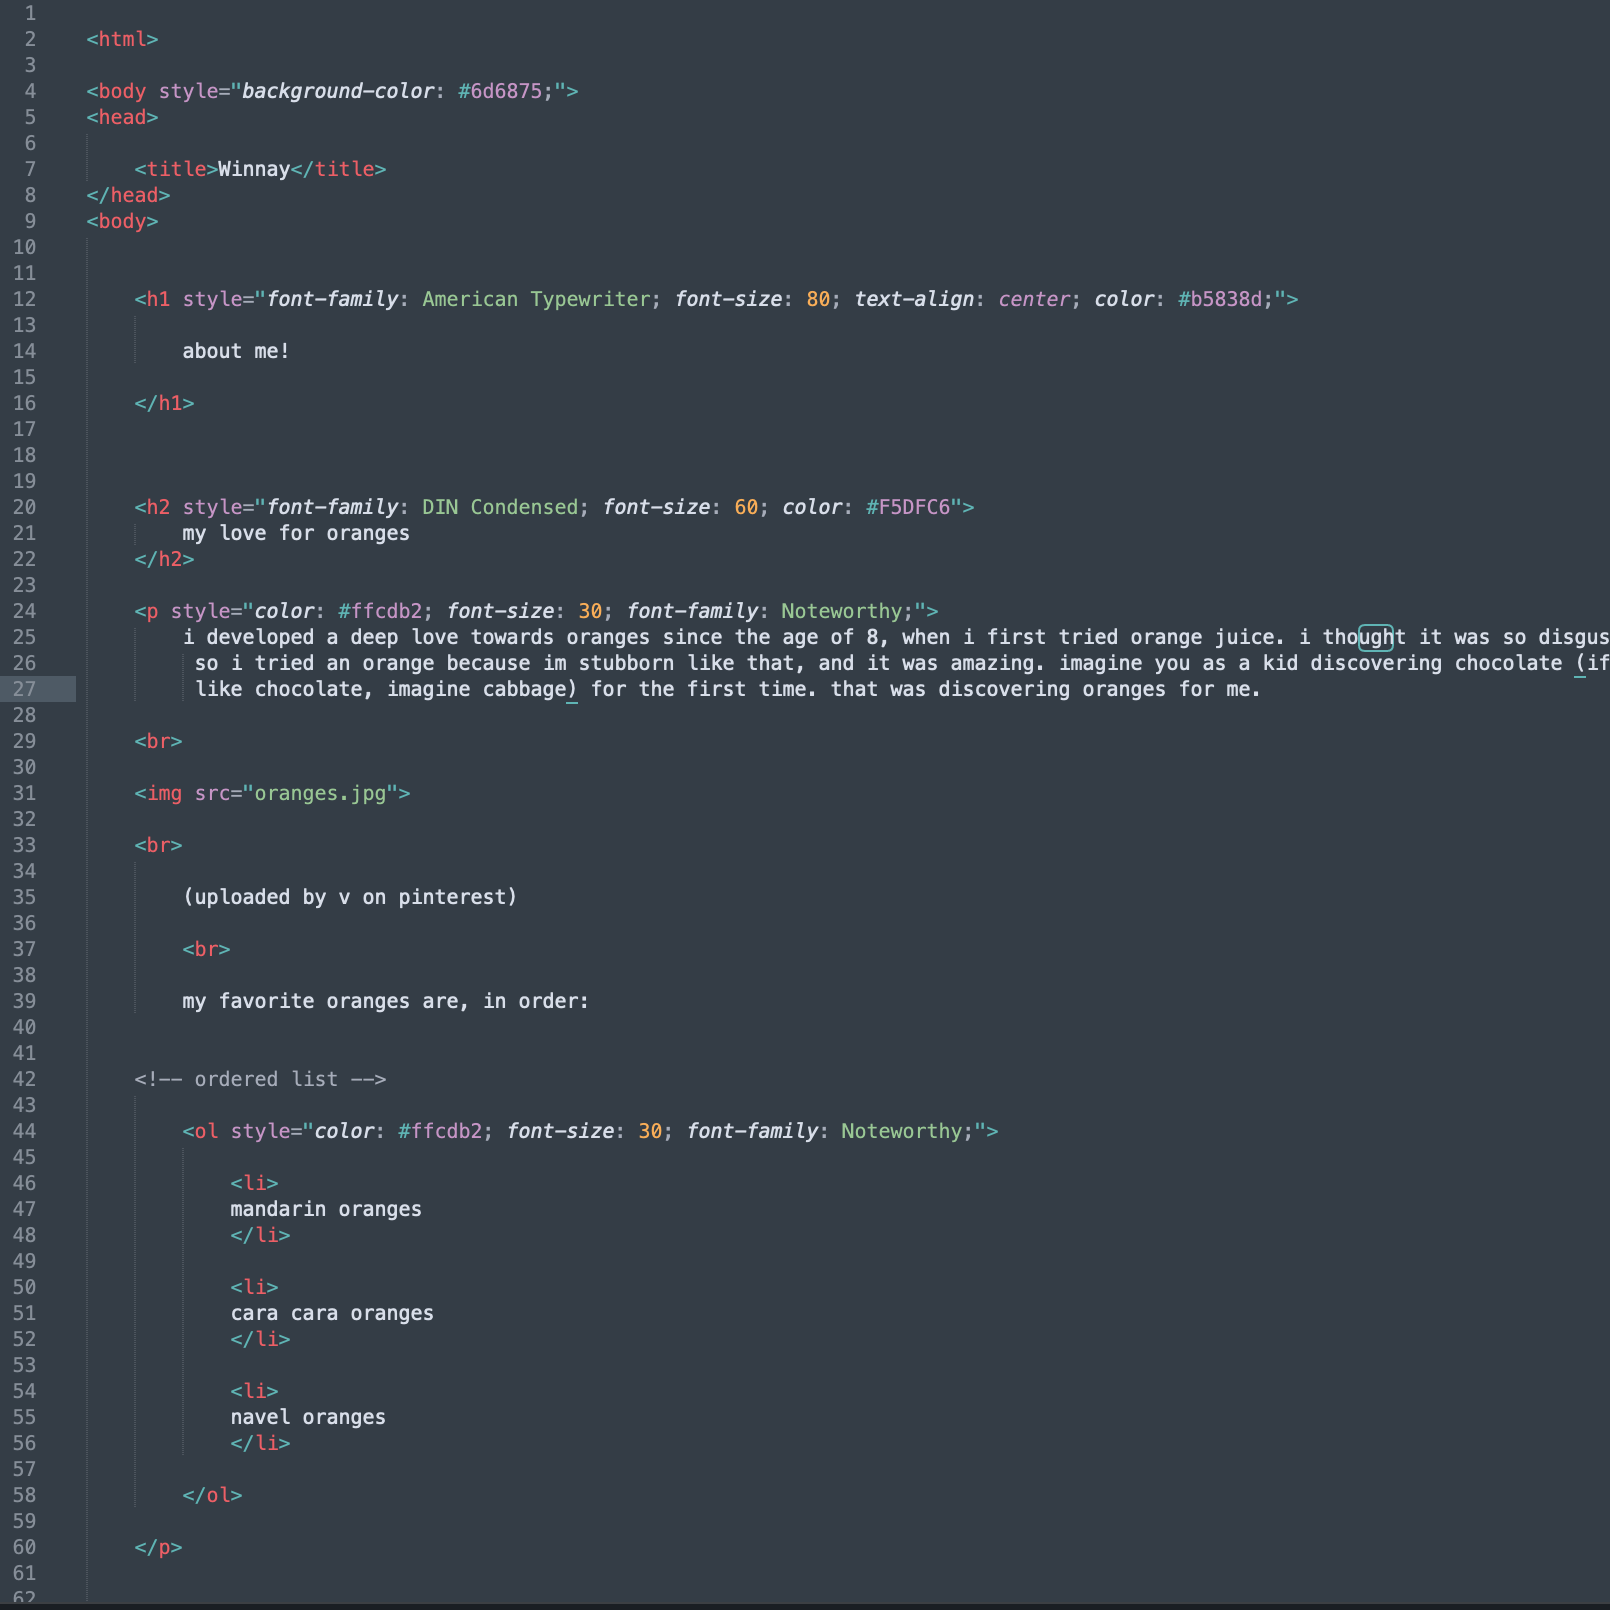 1
2 <html>
3
4 <body style="background-color: #6d6875;">
5 <head>
6
7 <title>Winnay</title>
8 </head>
9 <body>
10
11
12 <h1 style="font-family: American Typewriter; font-size: 80; text-align: center; color: #b5838d;">
13
14 about me!
15
16 </h1>
17
18
19
20 <h2 style="font-family: DIN Condensed; font-size: 60; color: #F5DFC6">
21 my love for oranges
22 </h2>
23
24 <p style="color: #ffcdb2; font-size: 30; font-family: Noteworthy;">
25 i developed a deep love towards oranges since the age of 8, when i first tried orange juice. i thought it was so disgus
26 so i tried an orange because im stubborn like that, and it was amazing. imagine you as a kid discovering chocolate (if
27 like chocolate, imagine cabbage) for the first time. that was discovering oranges for me.
28
29 <br>
30
31 <img src="oranges.jpg">
32
33 <br>
34
35 (uploaded by v on pinterest)
36
37 <br>
38
39 my favorite oranges are, in order:
40
41
42 <!-- ordered list -->
43
44 <ol style="color: #ffcdb2; font-size: 30; font-family: Noteworthy;">
45
46 <li>
47 mandarin oranges
48 </li>
49
50 <li>
51 cara cara oranges
52 </li>
53
54 <li>
55 navel oranges
56 </li>
57
58 </ol>
59
60 </p>
61
62